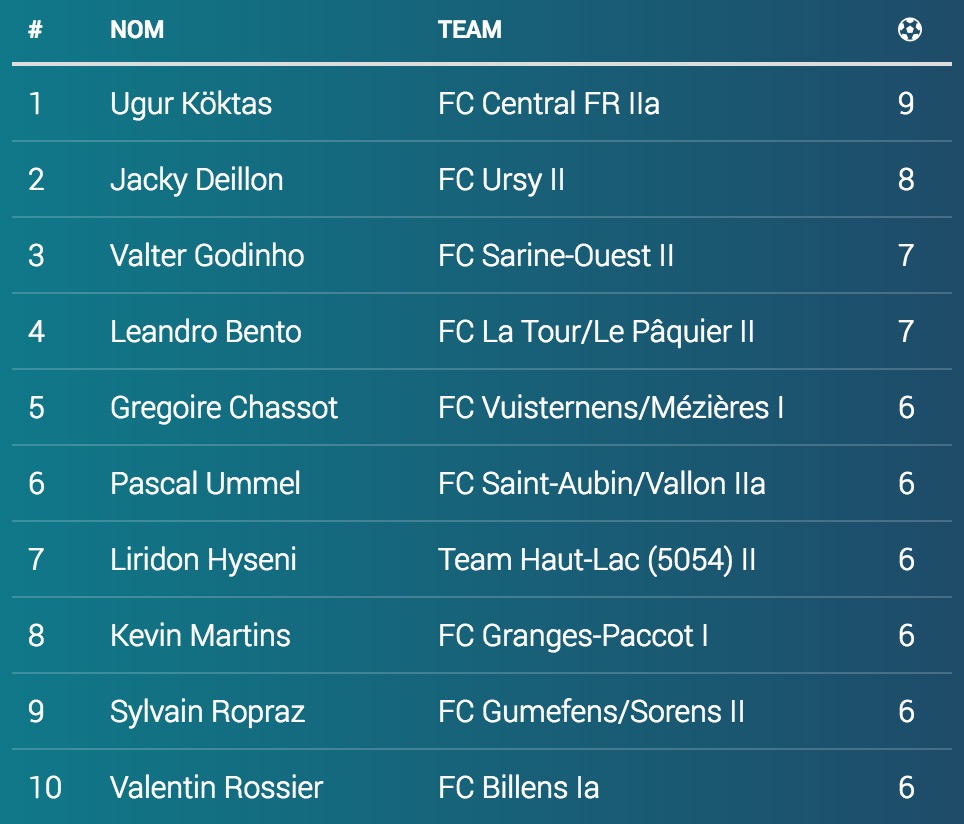 # NOM TEAM
1 Ugur Köktas FC Central FR IIa 9
2 Jacky Deillon FC Ursy II 8
3 Valter Godinho FC Sarine-Ouest II 7
4 Leandro Bento FC La Tour/Le Pâquier II 7
5 Gregoire Chassot FC Vuisternens/Mézières I 6
6 Pascal Ummel FC Saint-Aubin/Vallon IIa 6
7 Liridon Hyseni Team Haut-Lac (5054) II 6
8 Kevin Martins FC Granges-Paccot I 6
9 Sylvain Ropraz FC Gumefens/Sorens II 6
10 Valentin Rossier FC Billens Ia 6